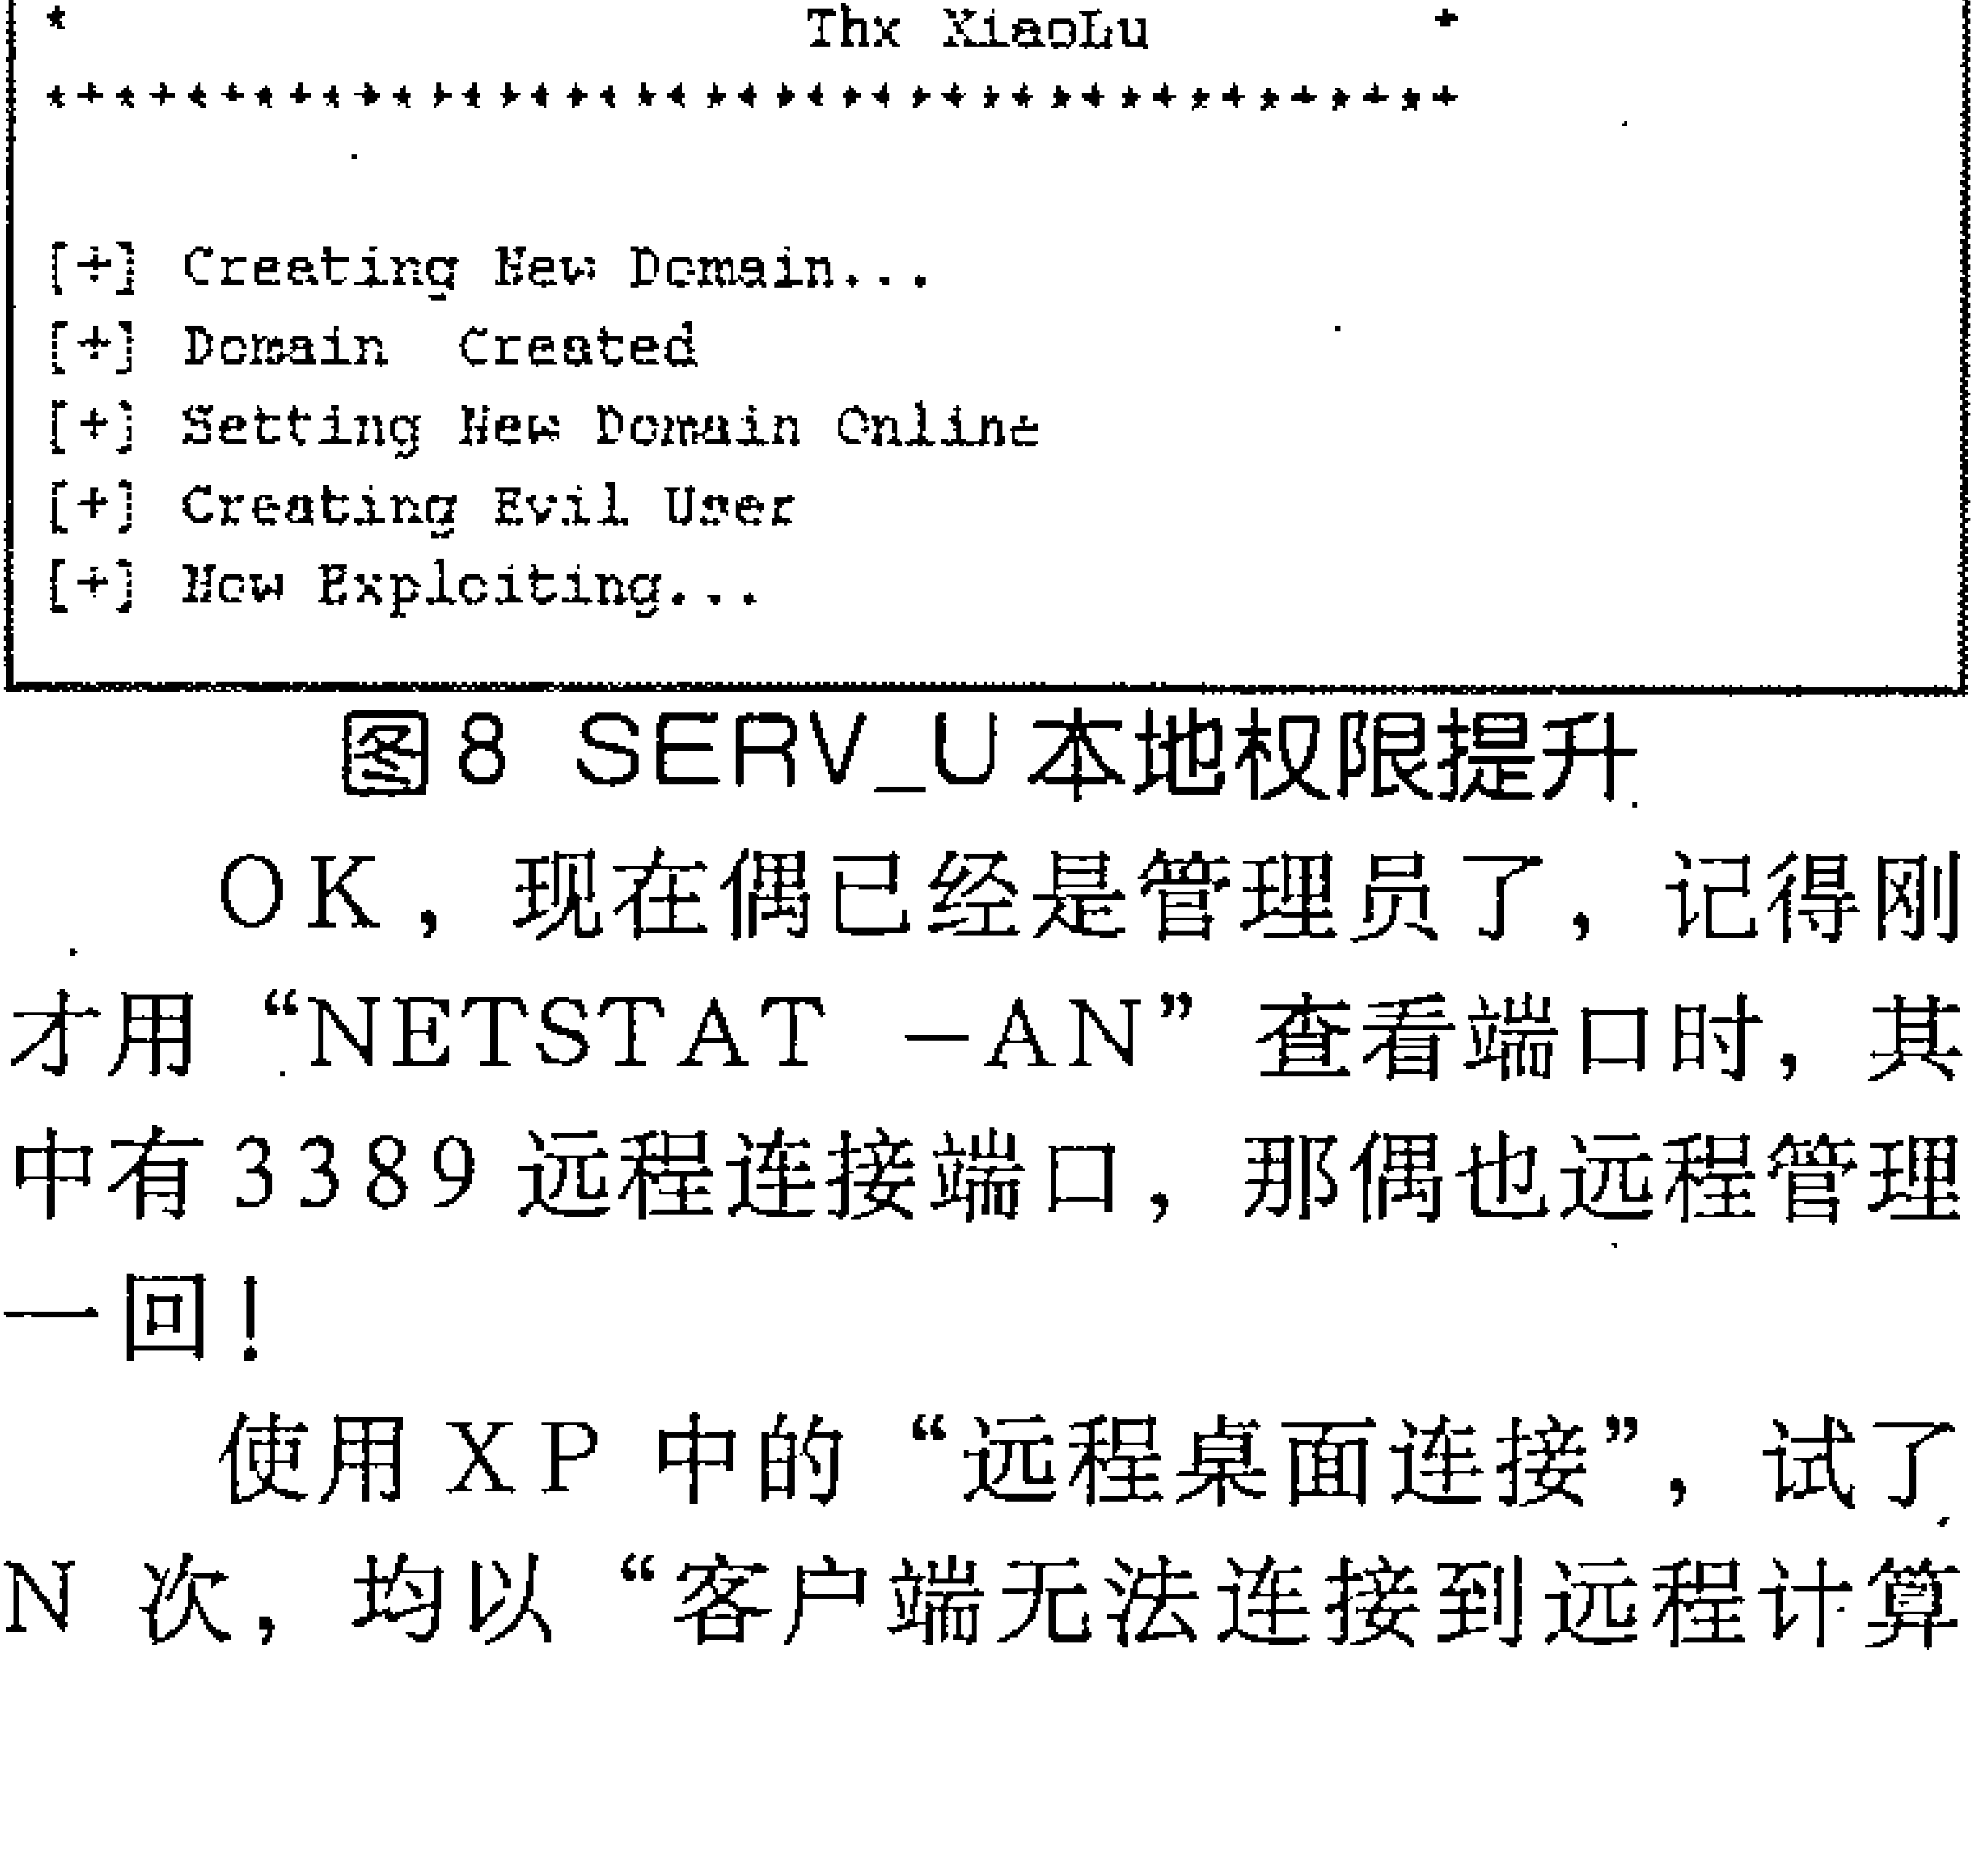 * Thx XiaoLu *
******************************************
[+] Creating New Domain...
[+] Domain  Created
[+] Setting New Domain Online
[+] Creating Evil User
[+] Now Exploiting...
图8 SERV_U本地权限提升
OK，现在偶已经是管理员了，记得刚
才用“NETSTAT －AN”查看端口时，其
中有3389远程连接端口，那偶也远程管理
一回！
使用XP 中的“远程桌面连接”，试了
N 次，均以“客户端无法连接到远程计算